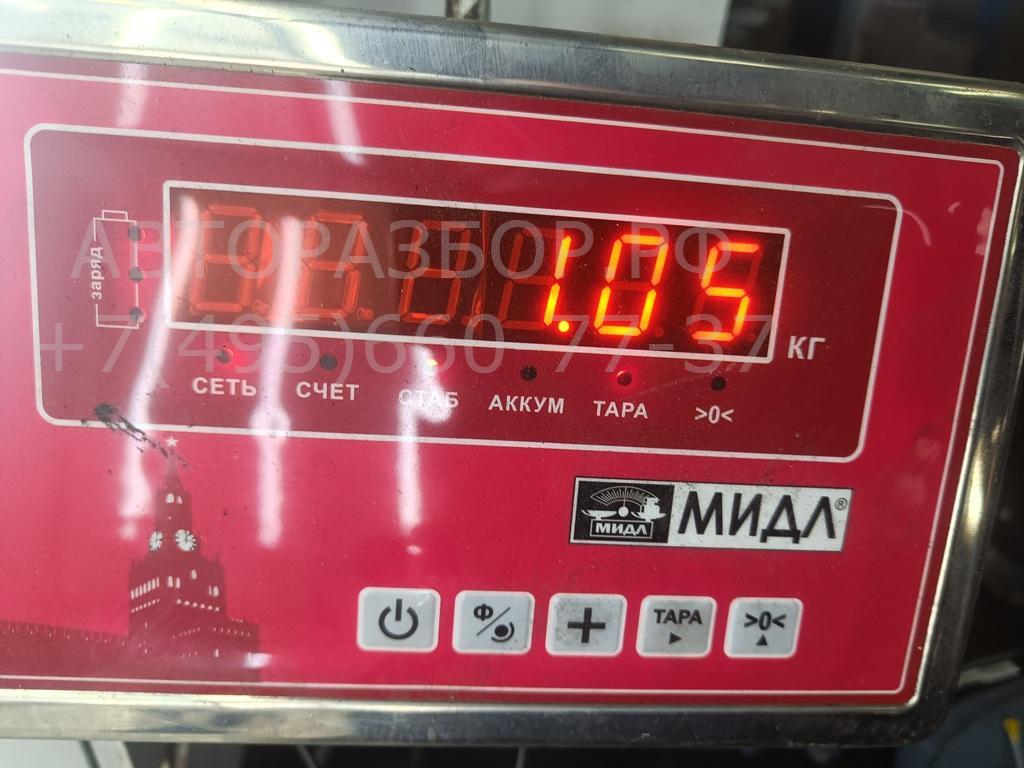 АВТОРАЗБОР.РФ
1.05
заряд
+7(495)660-77-37
КГ
СЕТЬ СЧЕТ СТАБ АККУМ ТАРА >0<
МИДЛ МИДЛ®
Ф/ + ТАРА >0<